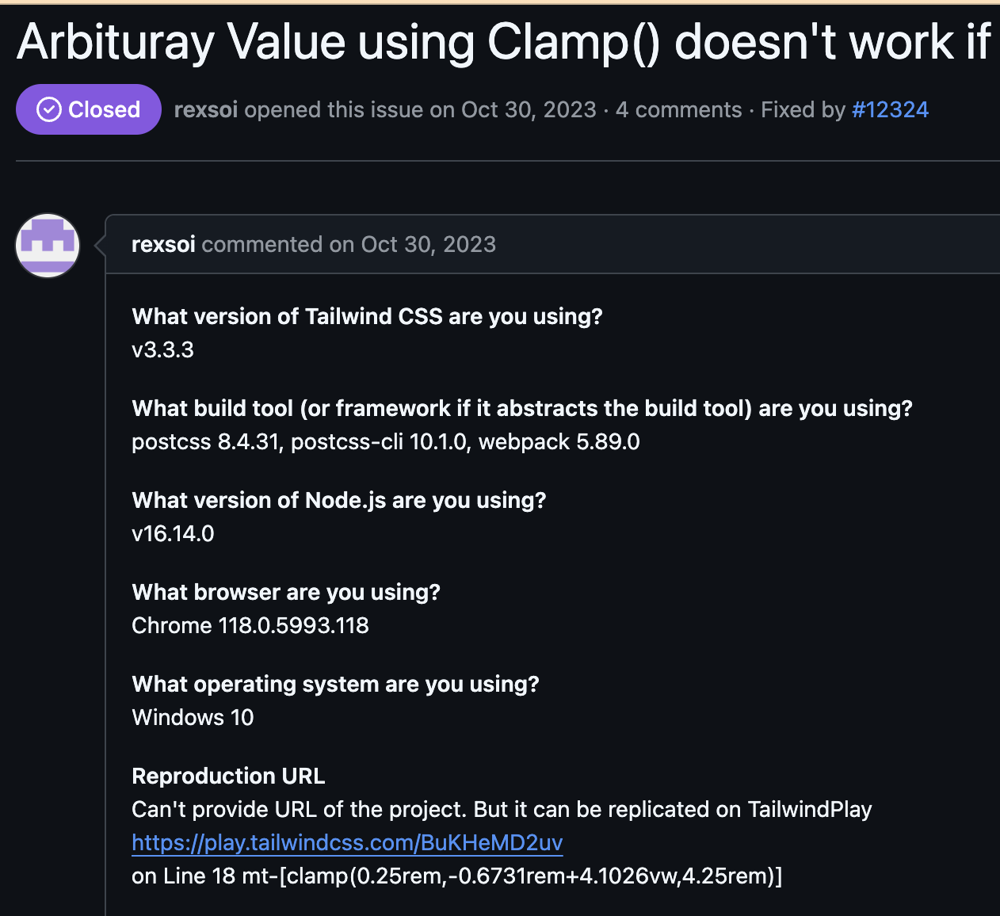 Arbituray Value using Clamp() doesn't work if
Closed rexsoi opened this issue on Oct 30, 2023 · 4 comments · Fixed by #12324
rexsoi commented on Oct 30, 2023
What version of Tailwind CSS are you using?
v3.3.3
What build tool (or framework if it abstracts the build tool) are you using?
postcss 8.4.31, postcss-cli 10.1.0, webpack 5.89.0
What version of Node.js are you using?
v16.14.0
What browser are you using?
Chrome 118.0.5993.118
What operating system are you using?
Windows 10
Reproduction URL
Can't provide URL of the project. But it can be replicated on TailwindPlay
https://play.tailwindcss.com/BuKHeMD2uv
on Line 18 mt-[clamp(0.25rem,-0.6731rem+4.1026vw,4.25rem)]